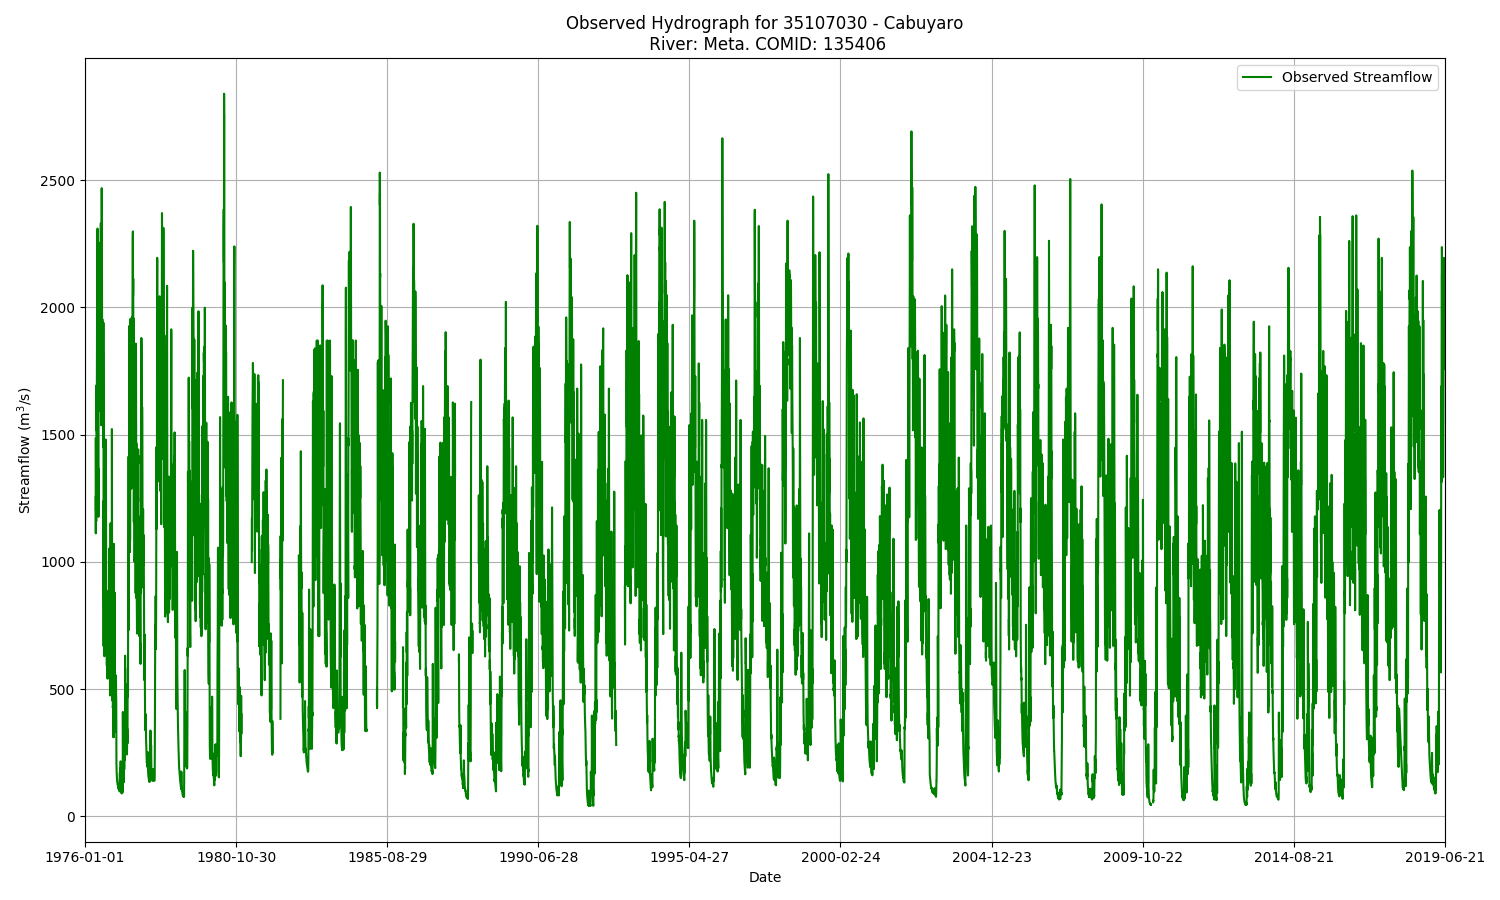 Observed Hydrograph for 35107030 - Cabuyaro
River: Meta. COMID: 135406
Observed Streamflow
2500
2000
1500
1000
500
0
Streamflow (m³/s)
1976-01-01 1980-10-30 1985-08-29 1990-06-28 1995-04-27 2000-02-24 2004-12-23 2009-10-22 2014-08-21 2019-06-21
Date